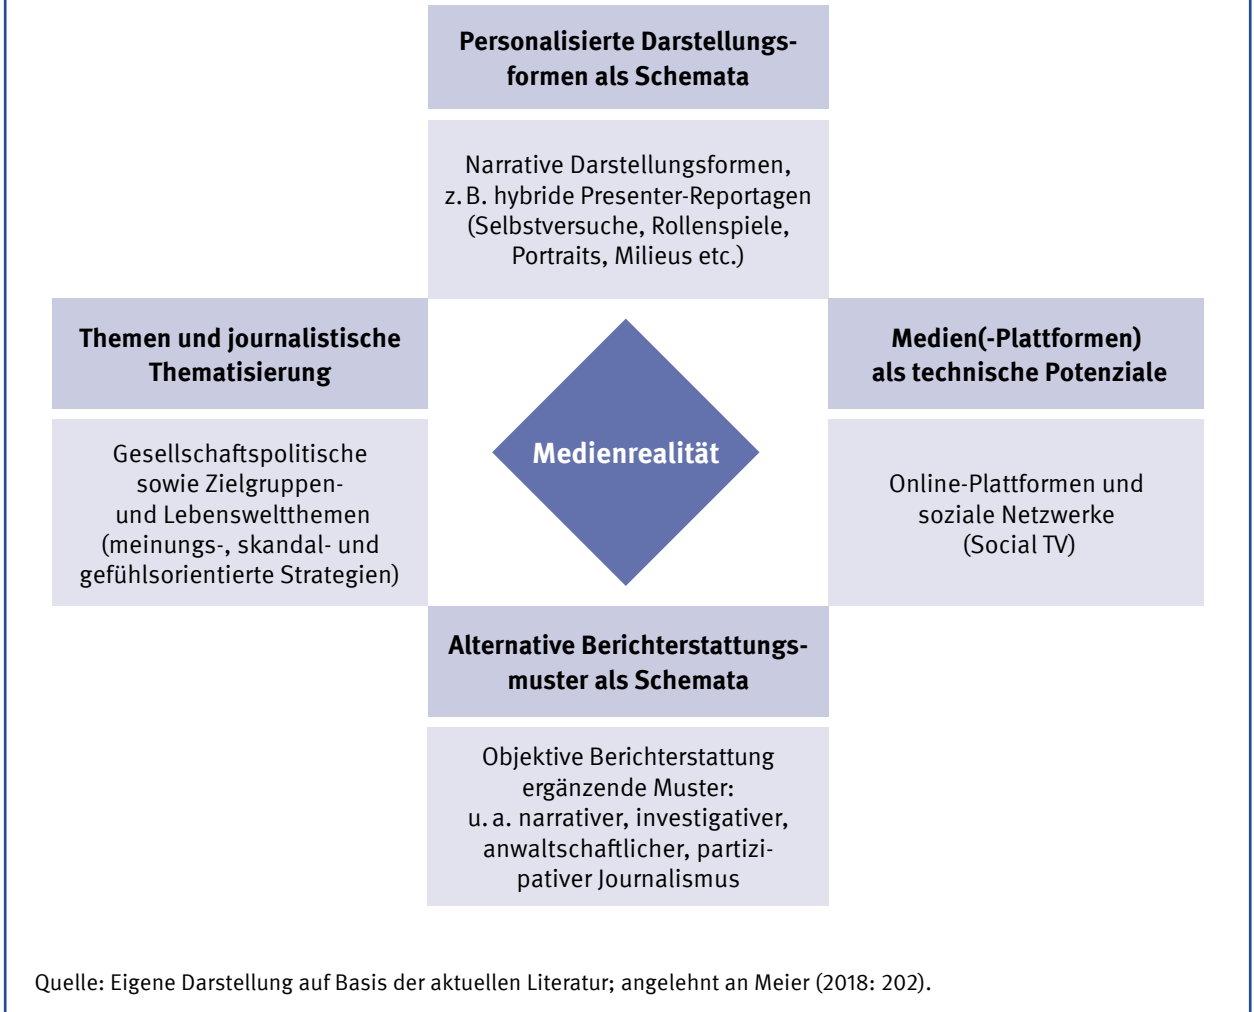 Personalisierte Darstellungs-
formen als Schemata
Narrative Darstellungsformen,
z. B. hybride Presenter-Reportagen
(Selbstversuche, Rollenspiele,
Portraits, Milieus etc.)
Themen und journalistische
Thematisierung
Gesellschaftspolitische
sowie Zielgruppen-
und Lebensweltthemen
(meinungs-, skandal- und
gefühlsorientierte Strategien)
Medienrealität
Medien(-Plattformen)
als technische Potenziale
Online-Plattformen und
soziale Netzwerke
(Social TV)
Alternative Berichterstattungs-
muster als Schemata
Objektive Berichterstattung
ergänzende Muster:
u. a. narrativer, investigativer,
anwaltschaftlicher, partizi-
pativer Journalismus
Quelle: Eigene Darstellung auf Basis der aktuellen Literatur; angelehnt an Meier (2018: 202).